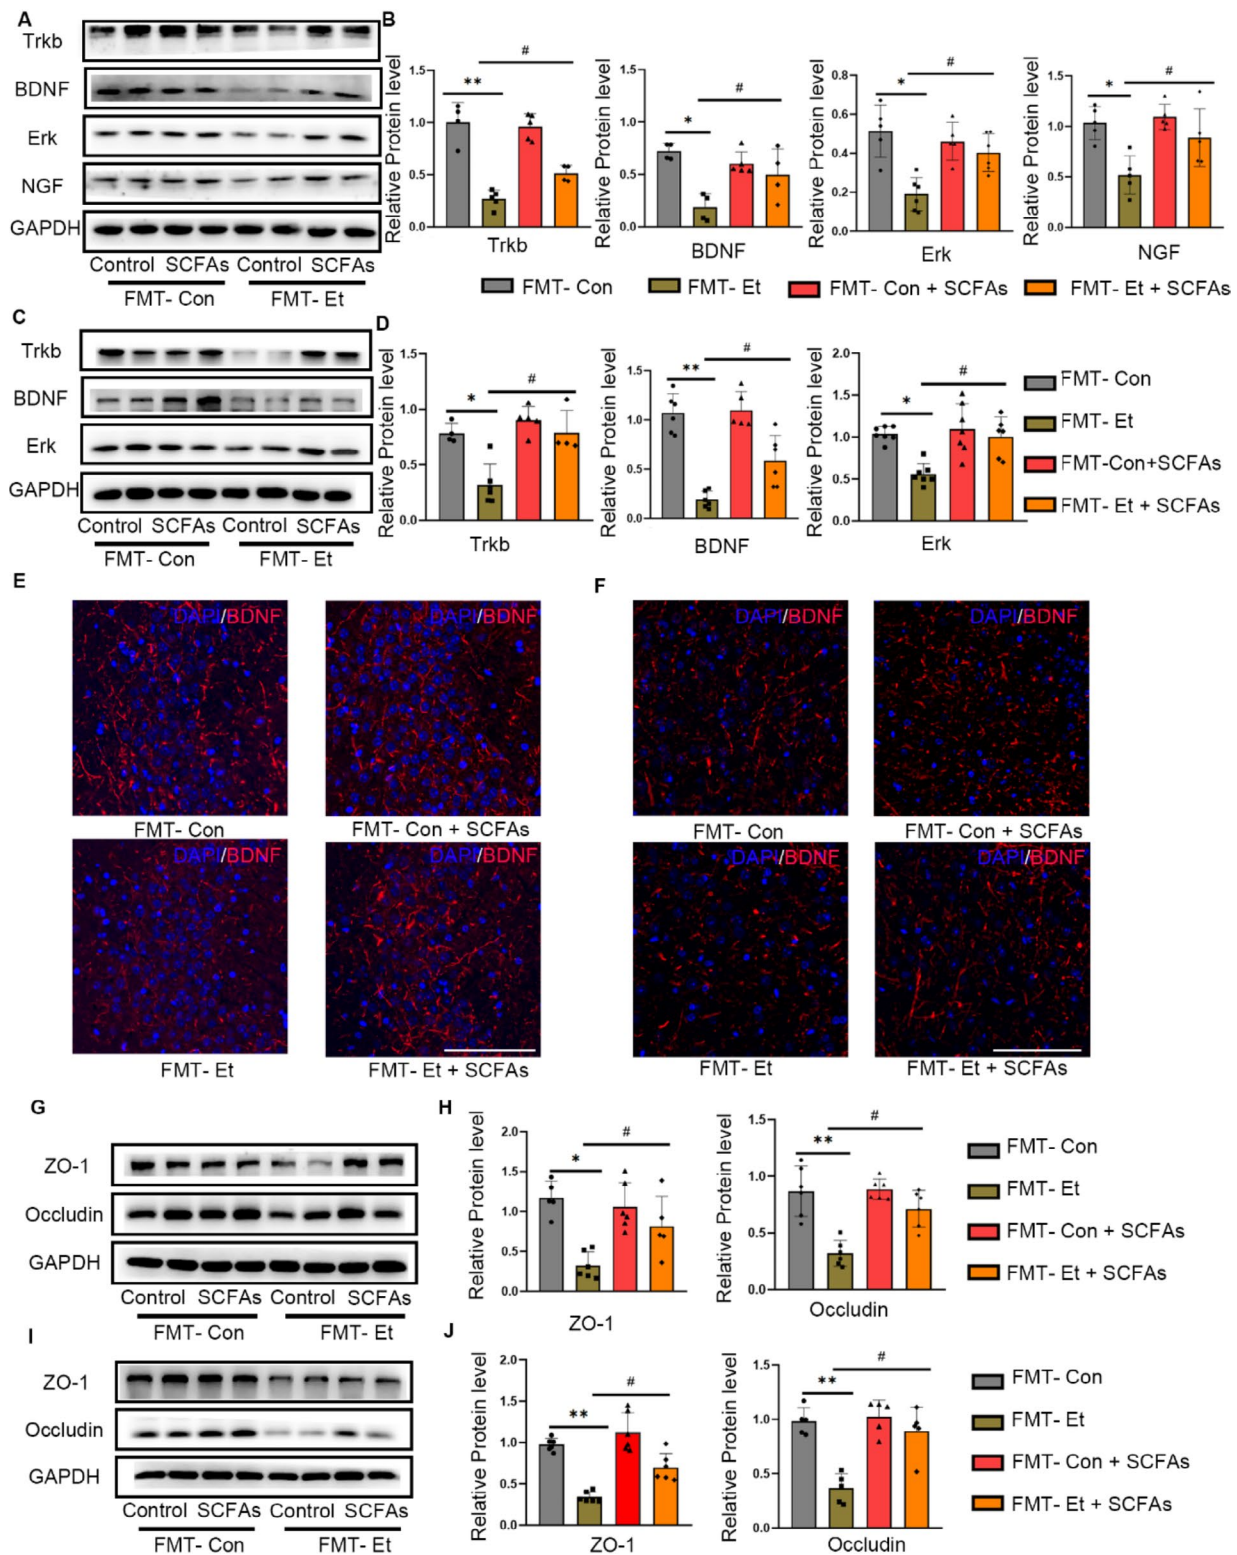 A
Trkb
BDNF
Erk
NGF
GAPDH
Control SCFAs Control SCFAs
FMT- Con FMT- Et
B
Relative Protein level
1.5
1.0
0.5
0.0
** #
Trkb
Relative Protein level
1.5
1.0
0.5
0.0
* #
BDNF
Relative Protein level
0.8
0.6
0.4
0.2
0.0
* #
Erk
Relative Protein level
1.5
1.0
0.5
0.0
* #
NGF
FMT- Con FMT- Et FMT- Con + SCFAs FMT- Et + SCFAs
C
Trkb
BDNF
Erk
GAPDH
Control SCFAs Control SCFAs
FMT- Con FMT- Et
D
Relative Protein level
1.5
1.0
0.5
0.0
* #
Trkb
Relative Protein level
1.5
1.0
0.5
0.0
** #
BDNF
Relative Protein level
2.0
1.5
1.0
0.5
0.0
* #
Erk
FMT- Con
FMT- Et
FMT-Con+SCFAs
FMT- Et + SCFAs
E
DAPI/BDNF DAPI/BDNF
FMT- Con FMT- Con + SCFAs
DAPI/BDNF DAPI/BDNF
FMT- Et FMT- Et + SCFAs
F
DAPI/BDNF DAPI/BDNF
FMT- Con FMT- Con + SCFAs
DAPI/BDNF DAPI/BDNF
FMT- Et FMT- Et + SCFAs
G
ZO-1
Occludin
GAPDH
Control SCFAs Control SCFAs
FMT- Con FMT- Et
H
Relative Protein level
2.0
1.5
1.0
0.5
0.0
* #
ZO-1
Relative Protein level
1.5
1.0
0.5
0.0
** #
Occludin
FMT- Con
FMT- Et
FMT- Con + SCFAs
FMT- Et + SCFAs
I
ZO-1
Occludin
GAPDH
Control SCFAs Control SCFAs
FMT- Con FMT- Et
J
Relative Protein level
2.0
1.5
1.0
0.5
0.0
** #
ZO-1
Relative Protein level
1.5
1.0
0.5
0.0
** #
Occludin
FMT- Con
FMT- Et
FMT- Con + SCFAs
FMT- Et + SCFAs